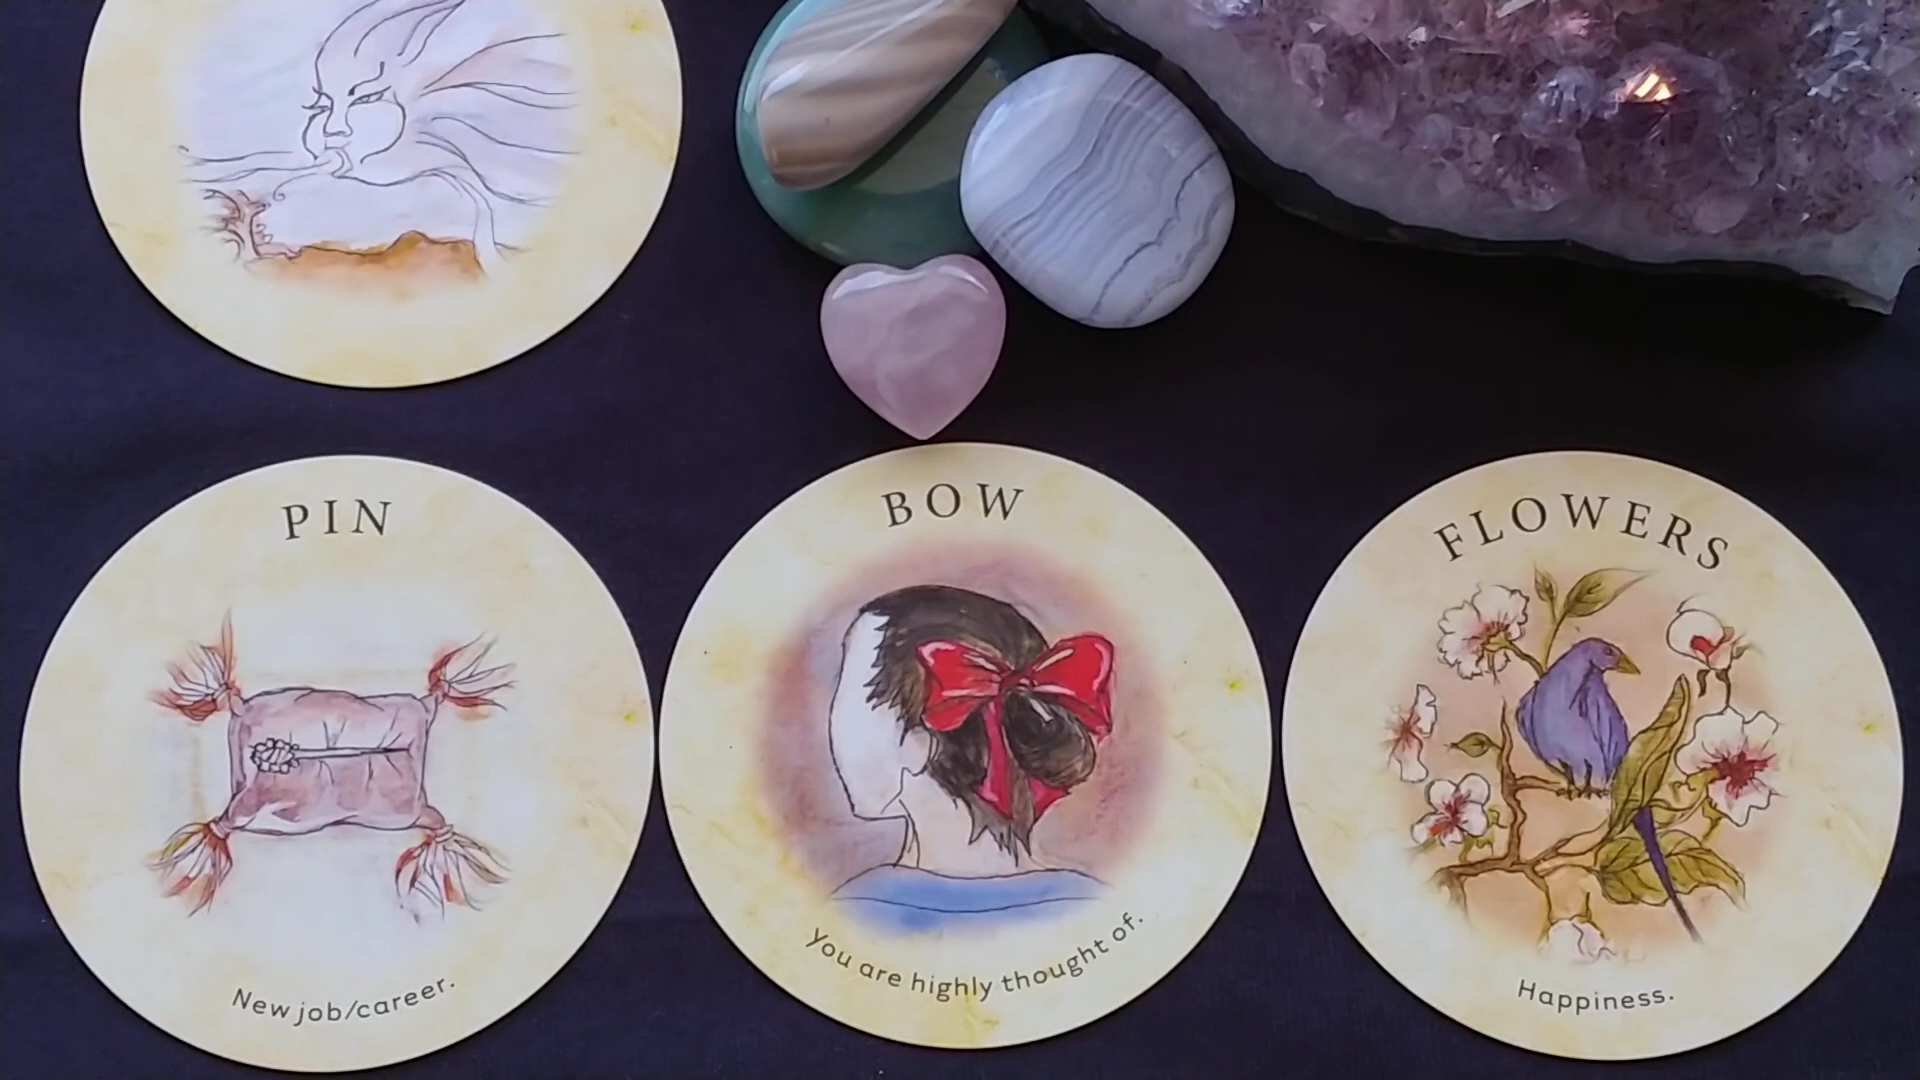 PIN
New job/career.
BOW
You are highly thought of.
FLOWERS
Happiness.